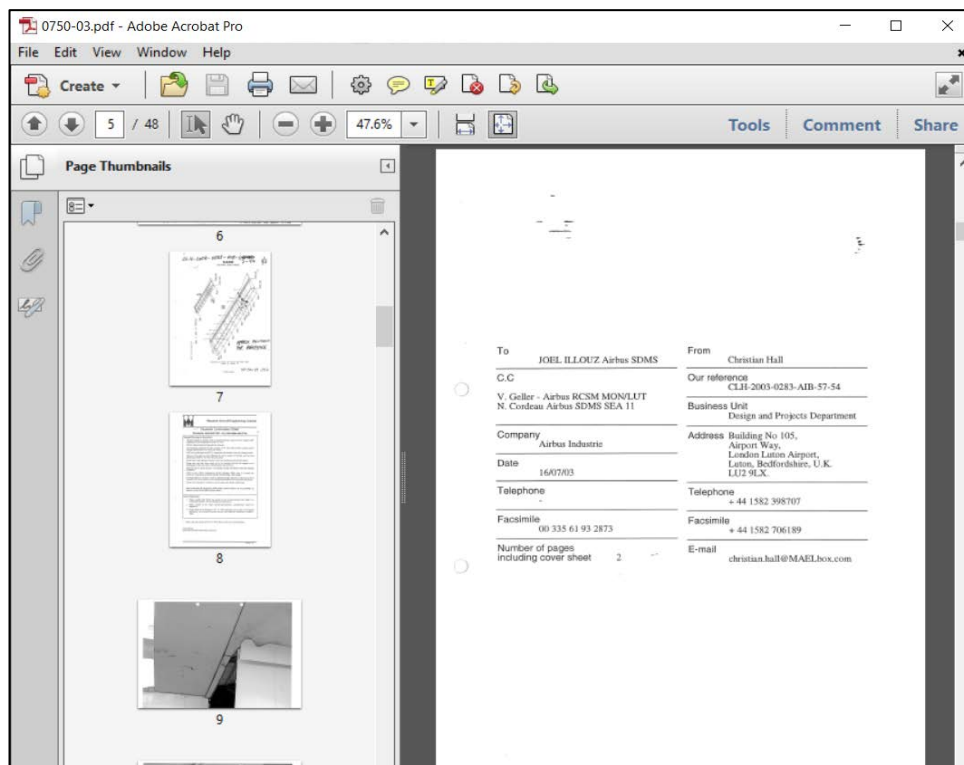 0750-03.pdf - Adobe Acrobat Pro
File Edit View Window Help
Create
5 / 48 47.6% Tools Comment Share
Page Thumbnails
6
7
8
9
To
JOEL ILLOUZ Airbus SDMS
C.C
V. Geller - Airbus RCSM MON/LUT
N. Cordeau Airbus SDMS SEA 11
Company
Airbus Industrie
Date
16/07/03
Telephone
-
Facsimile
00 335 61 93 2873
Number of pages
including cover sheet 2
From
Christian Hall
Our reference
CLH-2003-0283-AIB-57-54
Business Unit
Design and Projects Department
Address Building No 105,
Airport Way,
London Luton Airport,
Luton, Bedfordshire, U.K.
LU2 9LX.
Telephone
+ 44 1582 398707
Facsimile
+ 44 1582 706189
E-mail
christian.hall@MAELbox.com